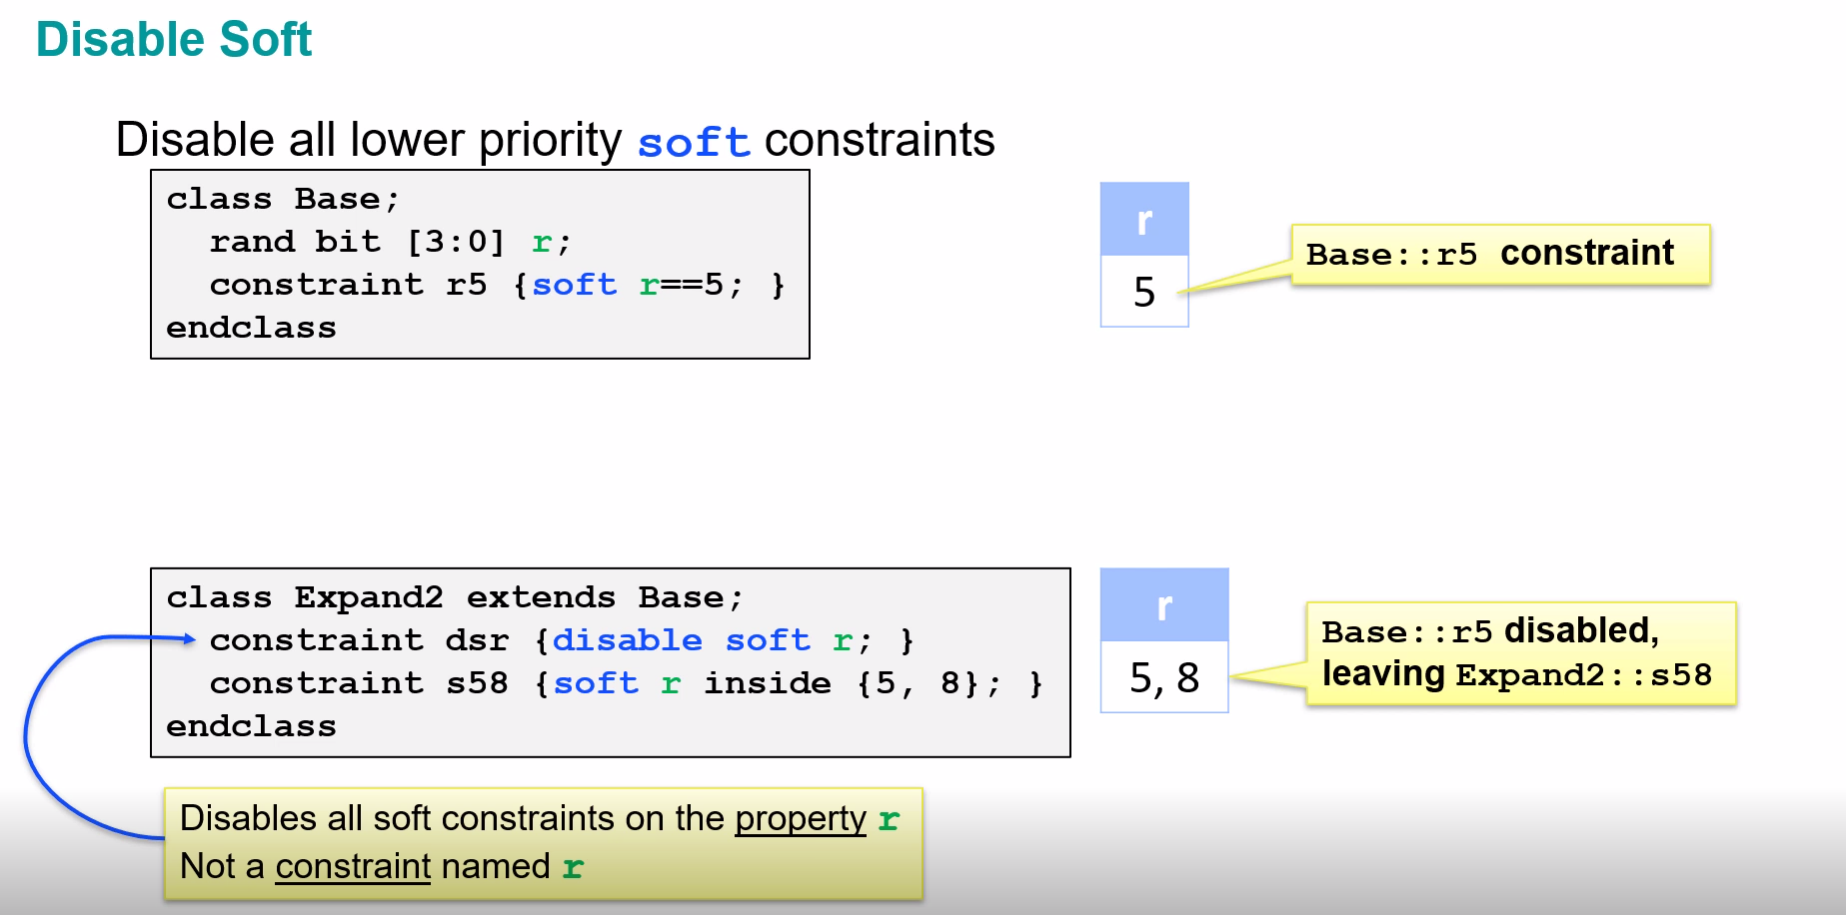 Disable Soft
Disable all lower priority soft constraints
class Base;
  rand bit [3:0] r;
  constraint r5 {soft r==5; }
endclass
r
5
Base::r5 constraint
class Expand2 extends Base;
  constraint dsr {disable soft r; }
  constraint s58 {soft r inside {5, 8}; }
endclass
r
5, 8
Base::r5 disabled,
leaving Expand2::s58
Disables all soft constraints on the property r
Not a constraint named r